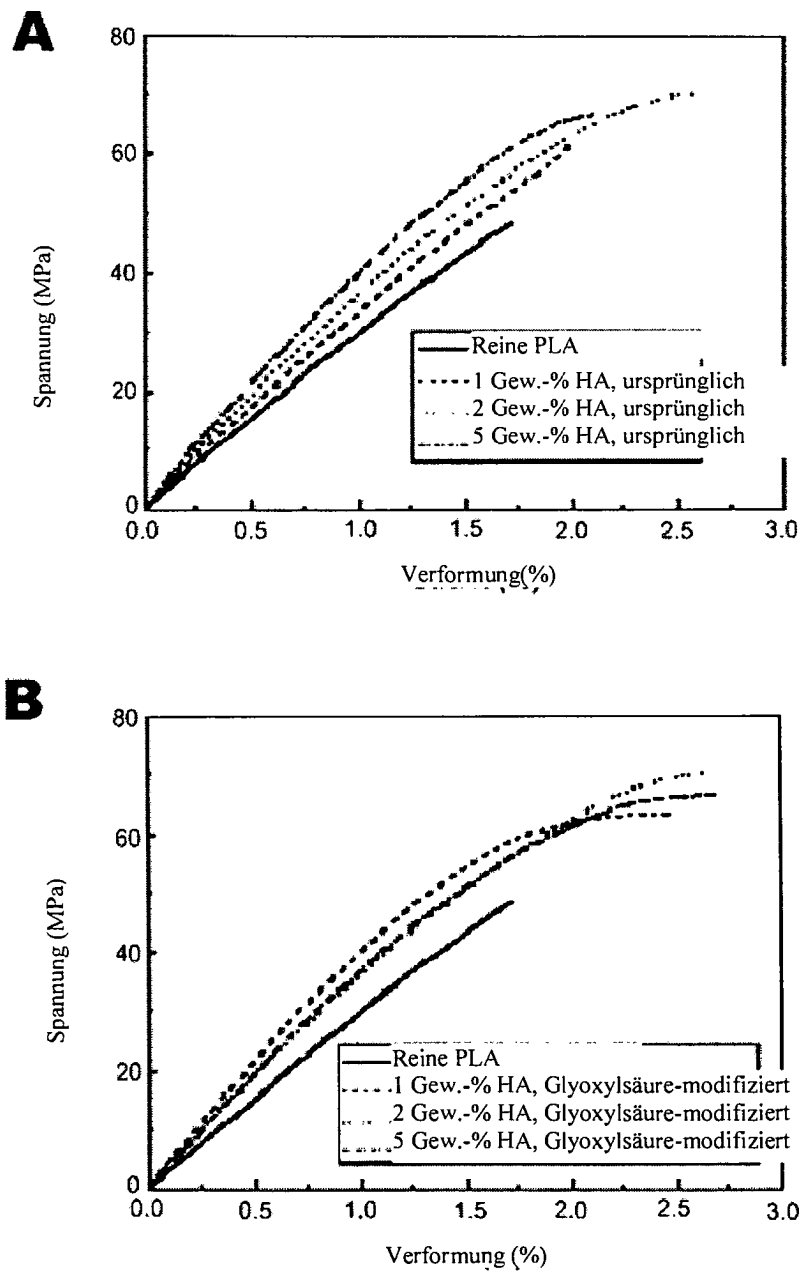 A
80
60
40
20
0
Spannung (MPa)
Reine PLA
1 Gew.-% HA, ursprünglich
2 Gew.-% HA, ursprünglich
5 Gew.-% HA, ursprünglich
0.0 0.5 1.0 1.5 2.0 2.5 3.0
Verformung(%)
B
80
60
40
20
0
Spannung (MPa)
Reine PLA
1 Gew.-% HA, Glyoxylsäure-modifiziert
2 Gew.-% HA, Glyoxylsäure-modifiziert
5 Gew.-% HA, Glyoxylsäure-modifiziert
0.0 0.5 1.0 1.5 2.0 2.5 3.0
Verformung (%)